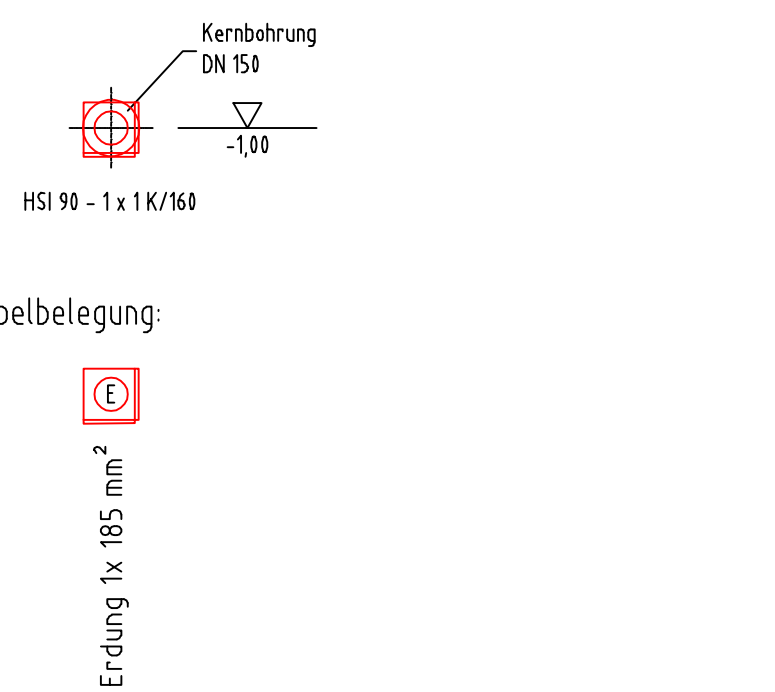 Kernbohrung
DN 150
-1,00
HSI 90 - 1 x 1 K/160
belbelegung:
E
Erdung 1x 185 mm²